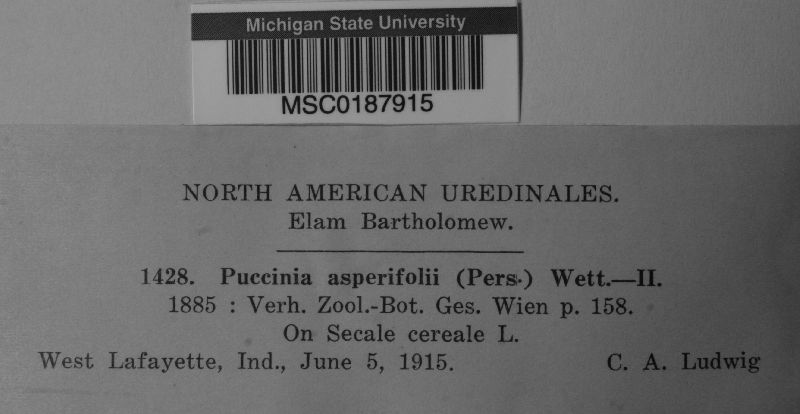 Michigan State University
MSC0187915
NORTH AMERICAN UREDINALES.
Elam Bartholomew.
1428. Puccinia asperifolii (Pers.) Wett.—II.
1885 : Verh. Zool.-Bot. Ges. Wien p. 158.
On Secale cereale L.
West Lafayette, Ind., June 5, 1915. C. A. Ludwig